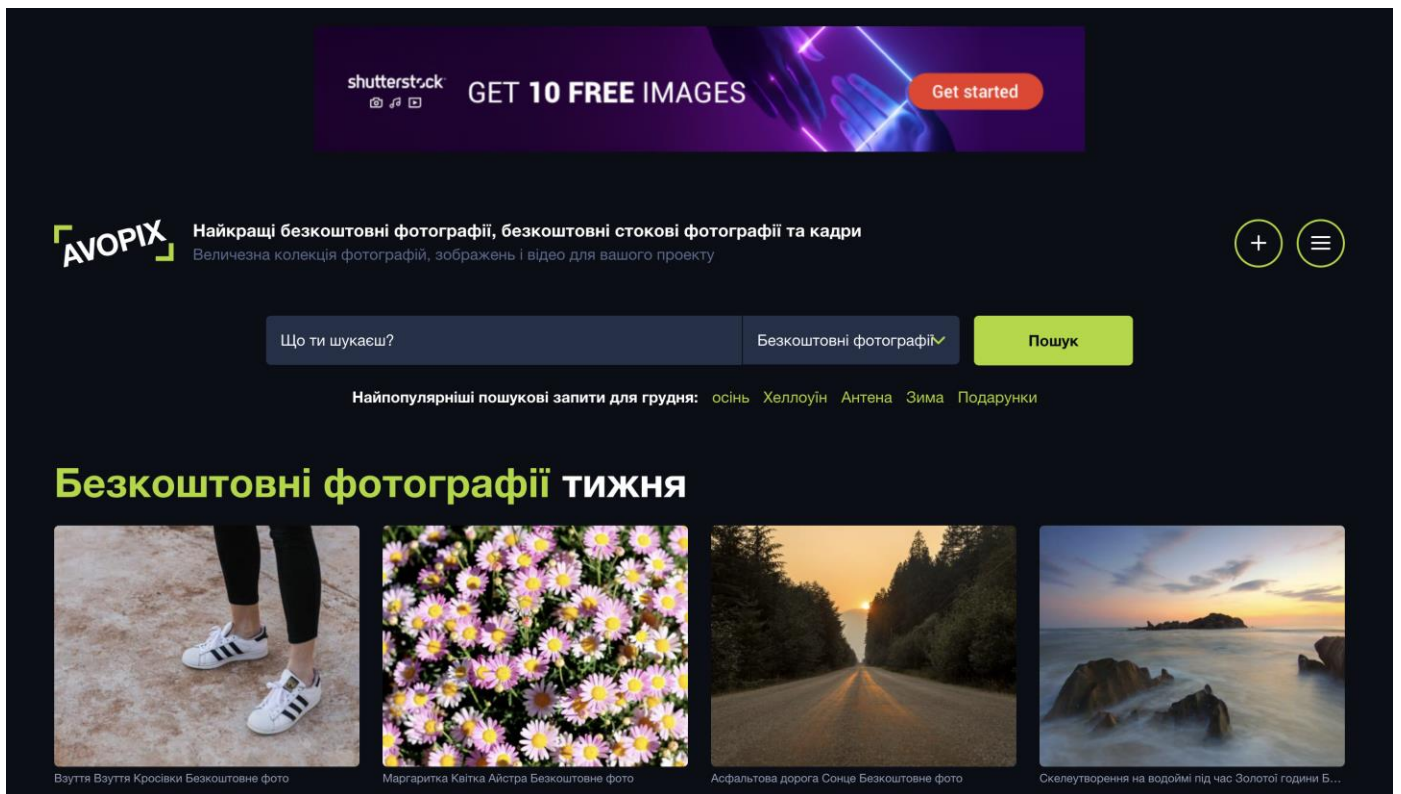 shutterstock
GET 10 FREE IMAGES
Get started
AVOPIX
Найкращі безкоштовні фотографії, безкоштовні стокові фотографії та кадри
Величезна колекція фотографій, зображень і відео для вашого проекту
Що ти шукаєш?
Безкоштовні фотографії
Пошук
Найпопулярніші пошукові запити для грудня: осінь Хеллоуїн Антена Зима Подарунки
Безкоштовні фотографії тижня
Взуття Взуття Кросівки Безкоштовне фото
Маргаритка Квітка Айстра Безкоштовне фото
Асфальтова дорога Сонце Безкоштовне фото
Скелеутворення на водоймі під час Золотої години Б...